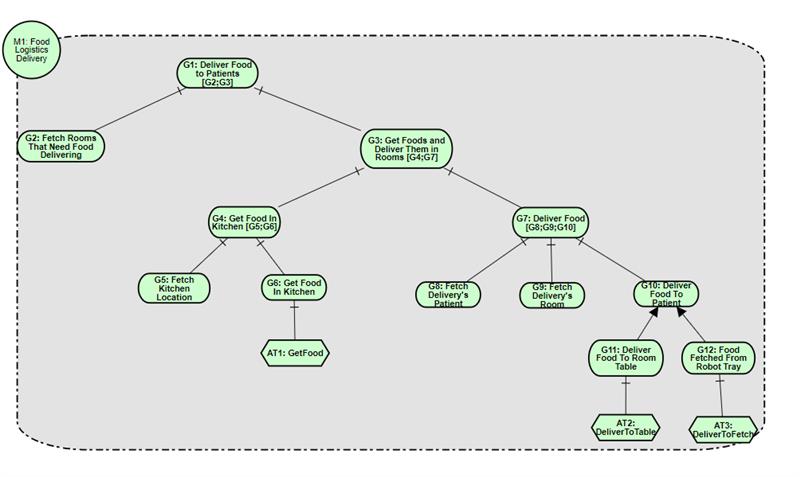 M1: Food
Logistics
Delivery
G1: Deliver Food
to Patients
[G2;G3]
G2: Fetch Rooms
That Need Food
Delivering
G3: Get Foods and
Deliver Them in
Rooms [G4;G7]
G4: Get Food In
Kitchen [G5;G6]
G7: Deliver Food
[G8;G9;G10]
G5: Fetch
Kitchen
Location
G6: Get Food
In Kitchen
G8: Fetch
Delivery's
Patient
G9: Fetch
Delivery's
Room
G10: Deliver
Food To
Patient
AT1: GetFood
G11: Deliver
Food To Room
Table
G12: Food
Fetched From
Robot Tray
AT2:
DeliverToTable
AT3:
DeliverToFetch